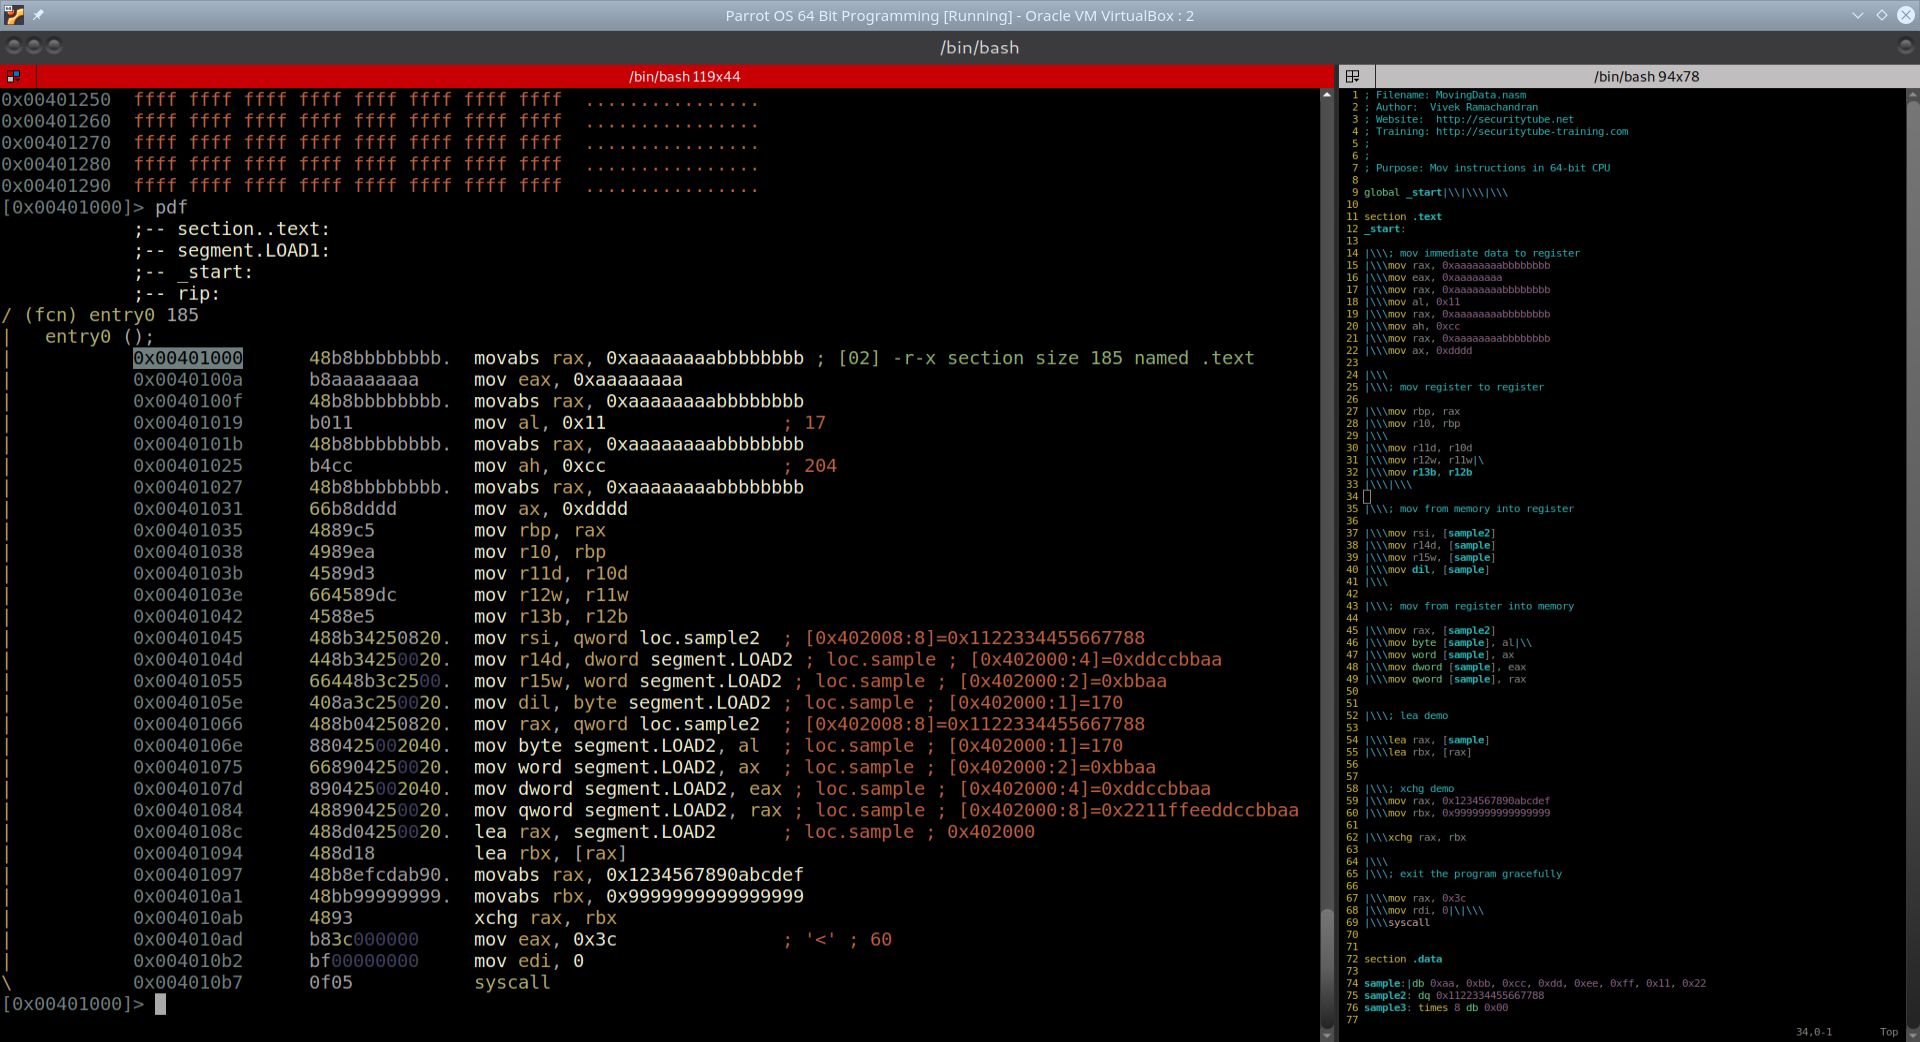 Parrot OS 64 Bit Programming [Running] - Oracle VM VirtualBox : 2
/bin/bash
/bin/bash 119x44
0x00401250  ffff ffff ffff ffff ffff ffff ffff ffff  ................
0x00401260  ffff ffff ffff ffff ffff ffff ffff ffff  ................
0x00401270  ffff ffff ffff ffff ffff ffff ffff ffff  ................
0x00401280  ffff ffff ffff ffff ffff ffff ffff ffff  ................
0x00401290  ffff ffff ffff ffff ffff ffff ffff ffff  ................
[0x00401000]> pdf
            ;-- section..text:
            ;-- segment.LOAD1:
            ;-- _start:
            ;-- rip:
/ (fcn) entry0 185
|   entry0 ();
|           0x00401000      48b8bbbbbbbb.  movabs rax, 0xaaaaaaaabbbbbbbb ; [02] -r-x section size 185 named .text
|           0x0040100a      b8aaaaaaaa     mov eax, 0xaaaaaaaa
|           0x0040100f      48b8bbbbbbbb.  movabs rax, 0xaaaaaaaabbbbbbbb
|           0x00401019      b011           mov al, 0x11                ; 17
|           0x0040101b      48b8bbbbbbbb.  movabs rax, 0xaaaaaaaabbbbbbbb
|           0x00401025      b4cc           mov ah, 0xcc                ; 204
|           0x00401027      48b8bbbbbbbb.  movabs rax, 0xaaaaaaaabbbbbbbb
|           0x00401031      66b8dddd       mov ax, 0xdddd
|           0x00401035      4889c5         mov rbp, rax
|           0x00401038      4989ea         mov r10, rbp
|           0x0040103b      4589d3         mov r11d, r10d
|           0x0040103e      664589dc       mov r12w, r11w
|           0x00401042      4588e5         mov r13b, r12b
|           0x00401045      488b34250820.  mov rsi, qword loc.sample2  ; [0x402008:8]=0x1122334455667788
|           0x0040104d      448b34250020.  mov r14d, dword segment.LOAD2 ; loc.sample ; [0x402000:4]=0xddccbbaa
|           0x00401055      66448b3c2500.  mov r15w, word segment.LOAD2 ; loc.sample ; [0x402000:2]=0xbbaa
|           0x0040105e      408a3c250020.  mov dil, byte segment.LOAD2 ; loc.sample ; [0x402000:1]=170
|           0x00401066      488b04250820.  mov rax, qword loc.sample2  ; [0x402008:8]=0x1122334455667788
|           0x0040106e      880425002040.  mov byte segment.LOAD2, al  ; loc.sample ; [0x402000:1]=170
|           0x00401075      668904250020.  mov word segment.LOAD2, ax  ; loc.sample ; [0x402000:2]=0xbbaa
|           0x0040107d      890425002040.  mov dword segment.LOAD2, eax ; loc.sample ; [0x402000:4]=0xddccbbaa
|           0x00401084      488904250020.  mov qword segment.LOAD2, rax ; loc.sample ; [0x402000:8]=0x2211ffeeddccbbaa
|           0x0040108c      488d04250020.  lea rax, segment.LOAD2      ; loc.sample ; 0x402000
|           0x00401094      488d18         lea rbx, [rax]
|           0x00401097      48b8efcdab90.  movabs rax, 0x1234567890abcdef
|           0x004010a1      48bb99999999.  movabs rbx, 0x9999999999999999
|           0x004010ab      4893           xchg rax, rbx
|           0x004010ad      b83c000000     mov eax, 0x3c               ; '<' ; 60
|           0x004010b2      bf00000000     mov edi, 0
\           0x004010b7      0f05           syscall
[0x00401000]>
/bin/bash 94x78
1 ; Filename: MovingData.nasm
2 ; Author:  Vivek Ramachandran
3 ; Website:  http://securitytube.net
4 ; Training: http://securitytube-training.com
5 ;
6 ;
7 ; Purpose: Mov instructions in 64-bit CPU
8
9 global _start|\\|\\\|\\\
10
11 section .text
12 _start:
13
14 |\\\; mov immediate data to register
15 |\\\mov rax, 0xaaaaaaaabbbbbbbb
16 |\\\mov eax, 0xaaaaaaaa
17 |\\\mov rax, 0xaaaaaaaabbbbbbbb
18 |\\\mov al, 0x11
19 |\\\mov rax, 0xaaaaaaaabbbbbbbb
20 |\\\mov ah, 0xcc
21 |\\\mov rax, 0xaaaaaaaabbbbbbbb
22 |\\\mov ax, 0xdddd
23
24 |\\\
25 |\\\; mov register to register
26
27 |\\\mov rbp, rax
28 |\\\mov r10, rbp
29 |\\\
30 |\\\mov r11d, r10d
31 |\\\mov r12w, r11w|\
32 |\\\mov r13b, r12b
33 |\\\|\\\
34
35 |\\\; mov from memory into register
36
37 |\\\mov rsi, [sample2]
38 |\\\mov r14d, [sample]
39 |\\\mov r15w, [sample]
40 |\\\mov dil, [sample]
41 |\\\
42
43 |\\\; mov from register into memory
44
45 |\\\mov rax, [sample2]
46 |\\\mov byte [sample], al|\\
47 |\\\mov word [sample], ax
48 |\\\mov dword [sample], eax
49 |\\\mov qword [sample], rax
50
51
52 |\\\; lea demo
53
54 |\\\lea rax, [sample]
55 |\\\lea rbx, [rax]
56
57
58 |\\\; xchg demo
59 |\\\mov rax, 0x1234567890abcdef
60 |\\\mov rbx, 0x9999999999999999
61
62 |\\\xchg rax, rbx
63
64 |\\\
65 |\\\; exit the program gracefully
66
67 |\\\mov rax, 0x3c
68 |\\\mov rdi, 0|\|\\\
69 |\\\syscall
70
71
72 section .data
73
74 sample:|db 0xaa, 0xbb, 0xcc, 0xdd, 0xee, 0xff, 0x11, 0x22
75 sample2: dq 0x1122334455667788
76 sample3: times 8 db 0x00
77
34,0-1 Top